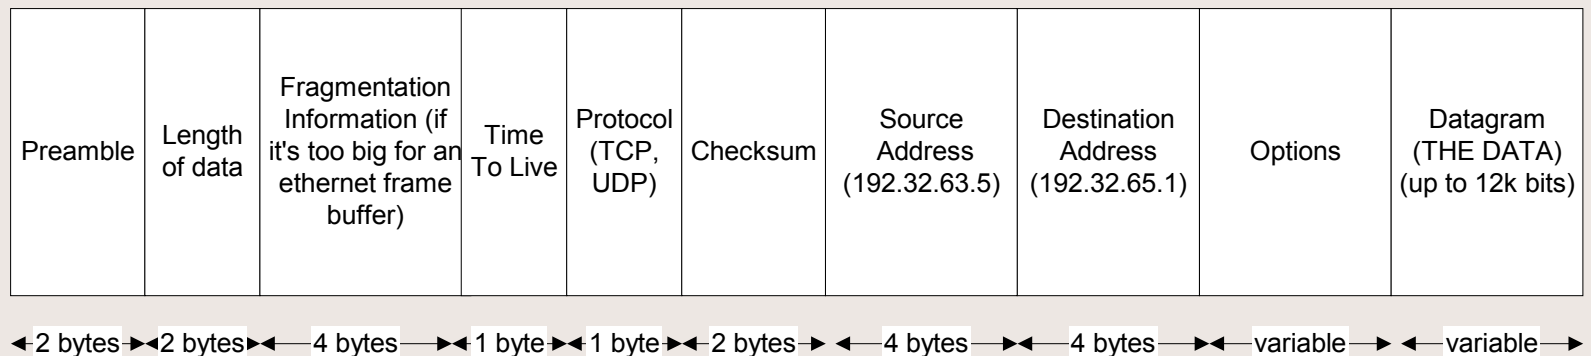 Preamble
Length
of data
Fragmentation
Information (if
it's too big for an
ethernet frame
buffer)
Time
To Live
Protocol
(TCP,
UDP)
Checksum
Source
Address
(192.32.63.5)
Destination
Address
(192.32.65.1)
Options
Datagram
(THE DATA)
(up to 12k bits)
2 bytes
2 bytes
4 bytes
1 byte
1 byte
2 bytes
4 bytes
4 bytes
variable
variable